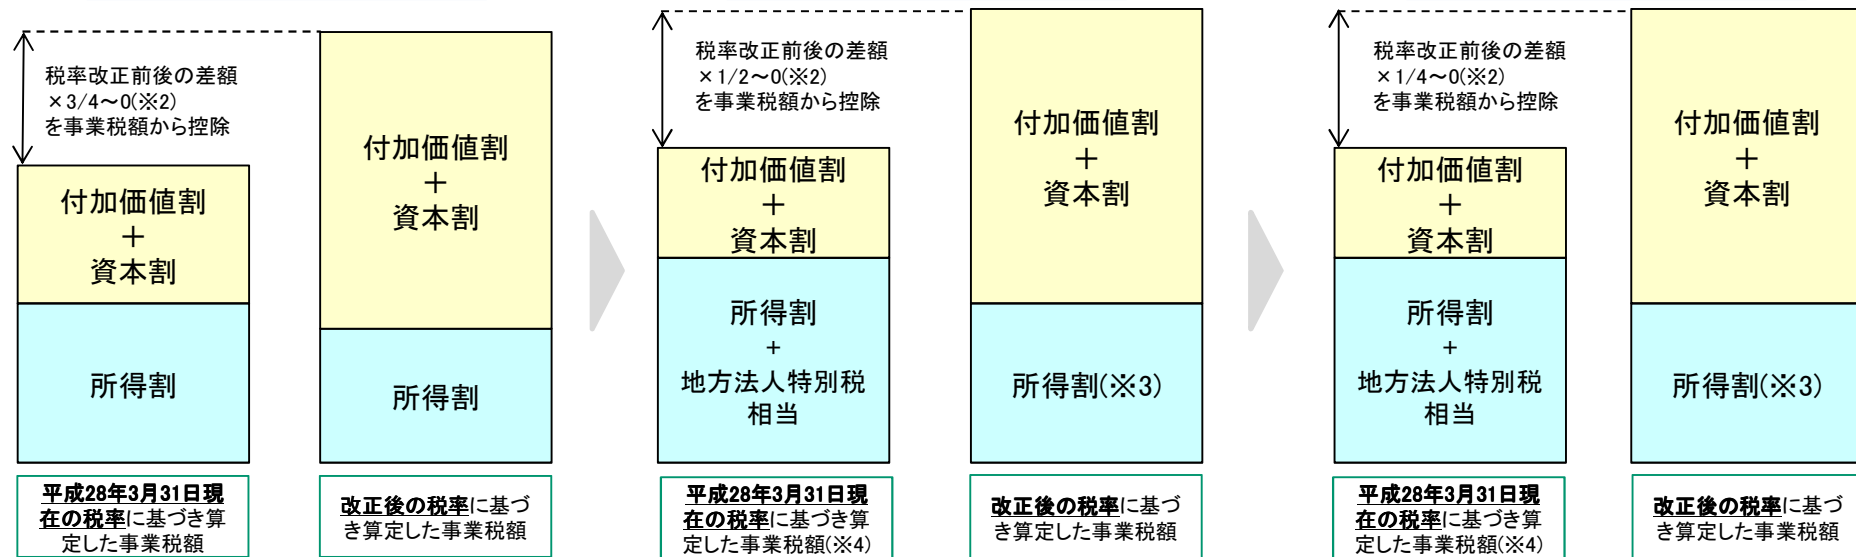 税率改正前後の差額
×3/4～0(※2)
を事業税額から控除
付加価値割
＋
資本割
所得割
平成28年3月31日現
在の税率に基づき算
定した事業税額
付加価値割
＋
資本割
所得割
改正後の税率に基づ
き算定した事業税額
税率改正前後の差額
×1/2～0(※2)
を事業税額から控除
付加価値割
＋
資本割
所得割
+
地方法人特別税
相当
平成28年3月31日現
在の税率に基づき算
定した事業税額(※4)
付加価値割
＋
資本割
所得割(※3)
改正後の税率に基づ
き算定した事業税額
税率改正前後の差額
×1/4～0(※2)
を事業税額から控除
付加価値割
＋
資本割
所得割
+
地方法人特別税
相当
平成28年3月31日現
在の税率に基づき算
定した事業税額(※4)
付加価値割
＋
資本割
所得割(※3)
改正後の税率に基づ
き算定した事業税額